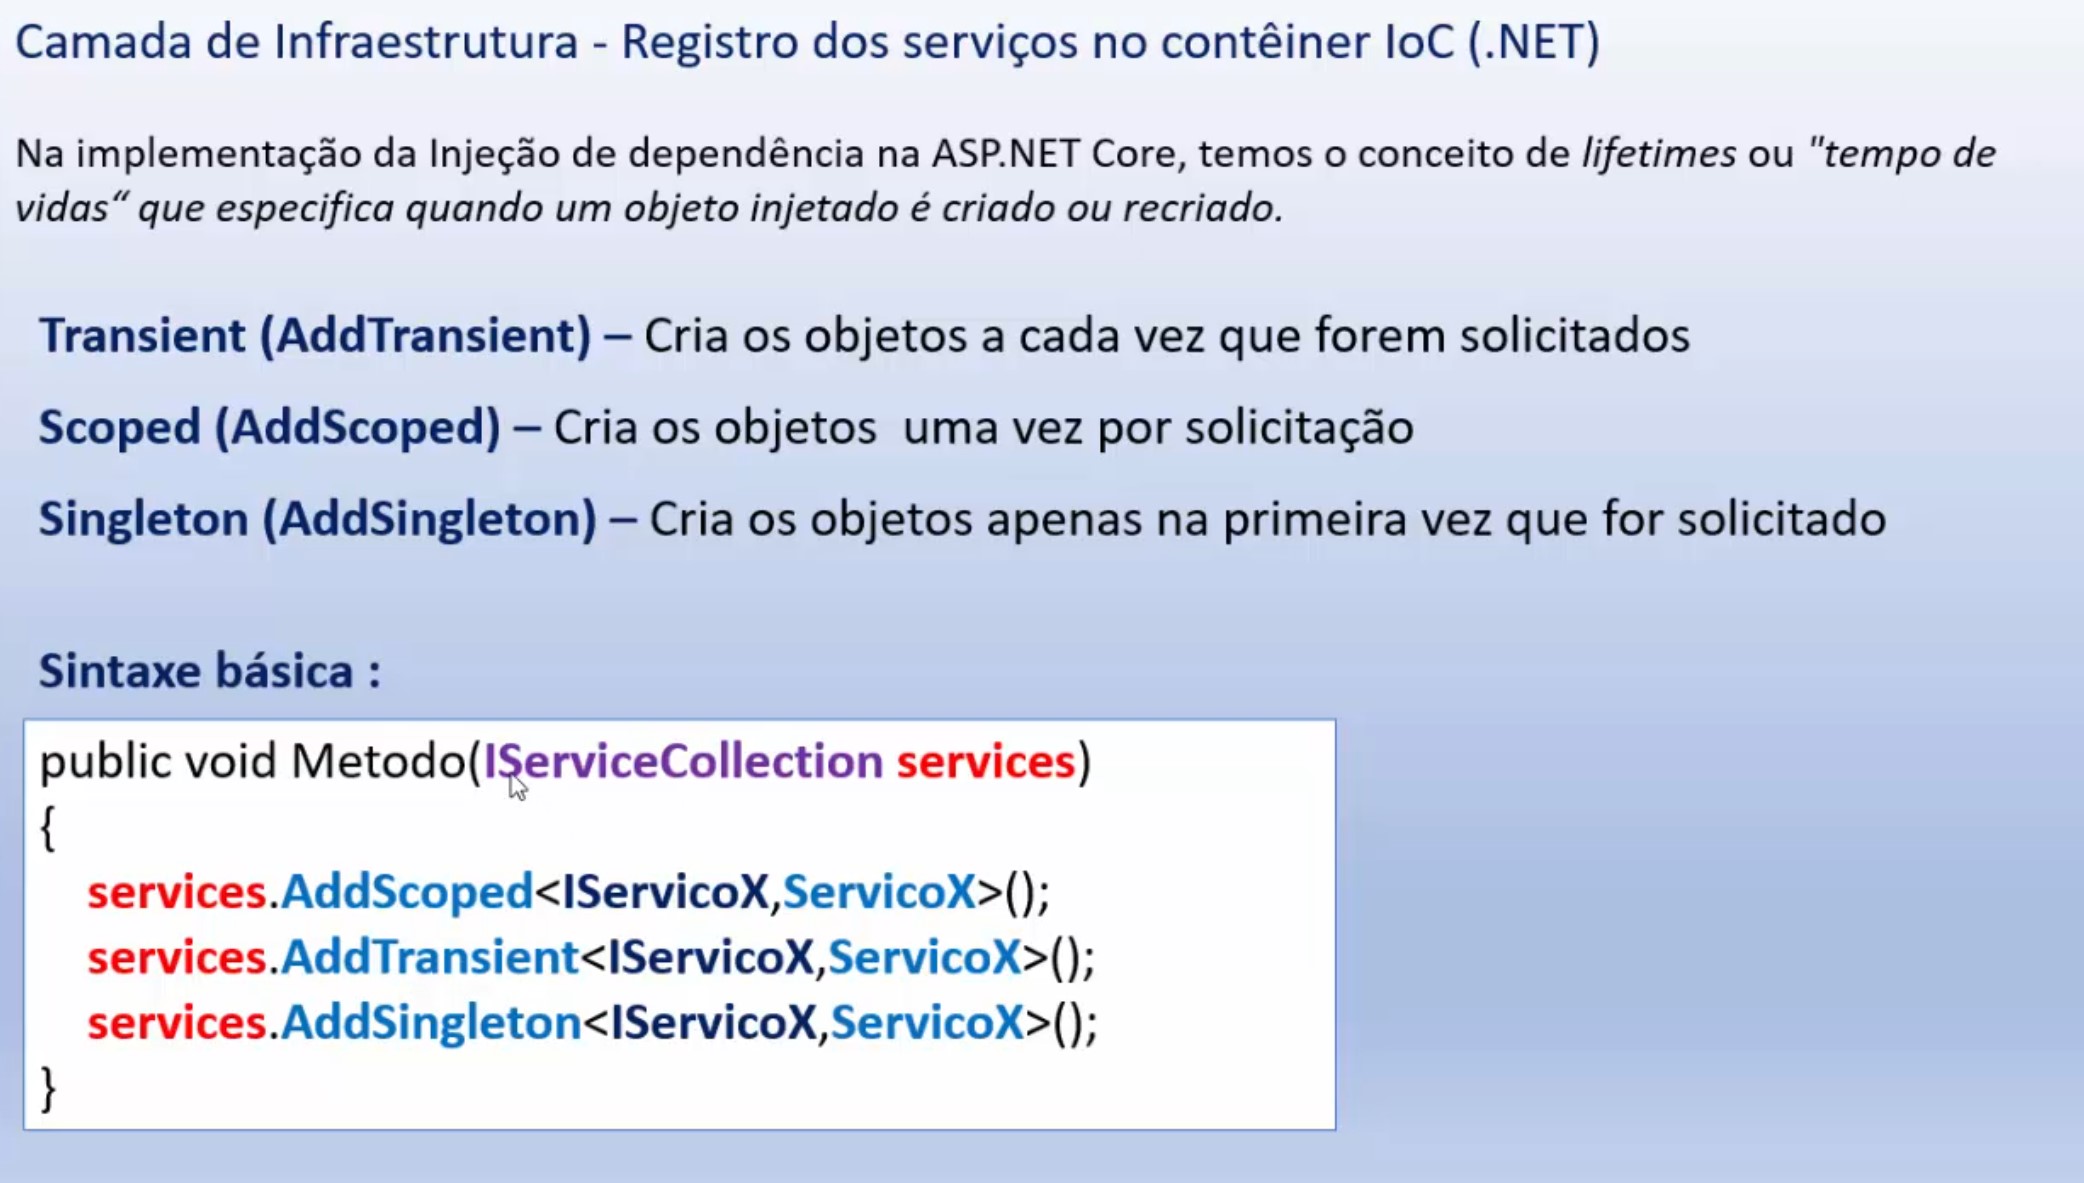 Camada de Infraestrutura - Registro dos serviços no contêiner IoC (.NET)
Na implementação da Injeção de dependência na ASP.NET Core, temos o conceito de lifetimes ou "tempo de
vidas“ que especifica quando um objeto injetado é criado ou recriado.
Transient (AddTransient) – Cria os objetos a cada vez que forem solicitados
Scoped (AddScoped) – Cria os objetos  uma vez por solicitação
Singleton (AddSingleton) – Cria os objetos apenas na primeira vez que for solicitado
Sintaxe básica :
public void Metodo(IServiceCollection services)
{
services.AddScoped<IServicoX,ServicoX>();
services.AddTransient<IServicoX,ServicoX>();
services.AddSingleton<IServicoX,ServicoX>();
}